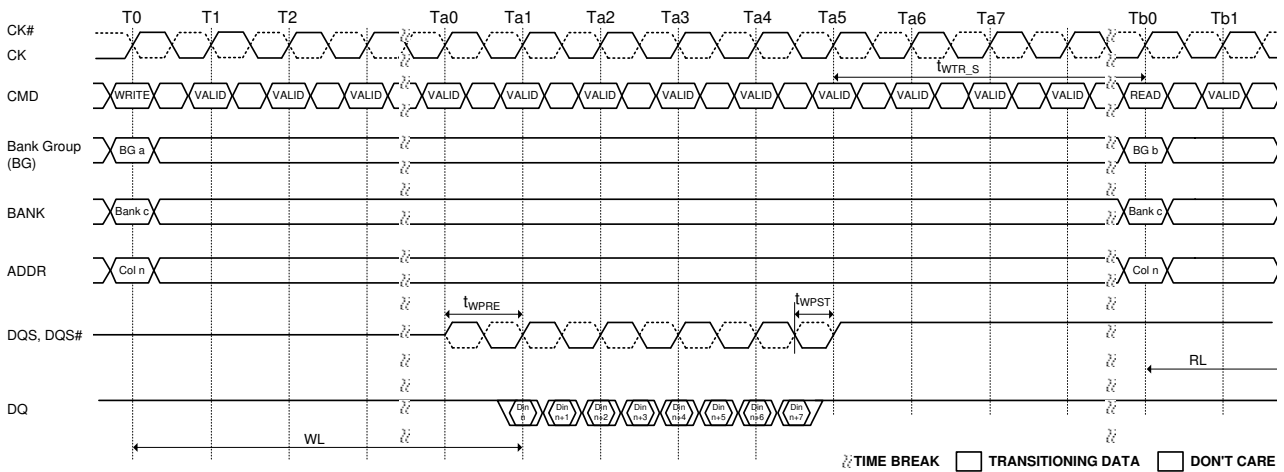 T0 T1 T2 Ta0 Ta1 Ta2 Ta3 Ta4 Ta5 Ta6 Ta7 Tb0 Tb1
CK#
CK
tWTR_S
CMD WRITE VALID VALID VALID VALID VALID VALID VALID VALID VALID VALID VALID VALID READ VALID
Bank Group
(BG)
BG a BG b
BANK Bank c Bank c
ADDR Col n Col n
tWPRE tWPST
DQS, DQS#
RL
DQ Din n Din n+1 Din n+2 Din n+3 Din n+4 Din n+5 Din n+6 Din n+7
WL
TIME BREAK TRANSITIONING DATA DON'T CARE